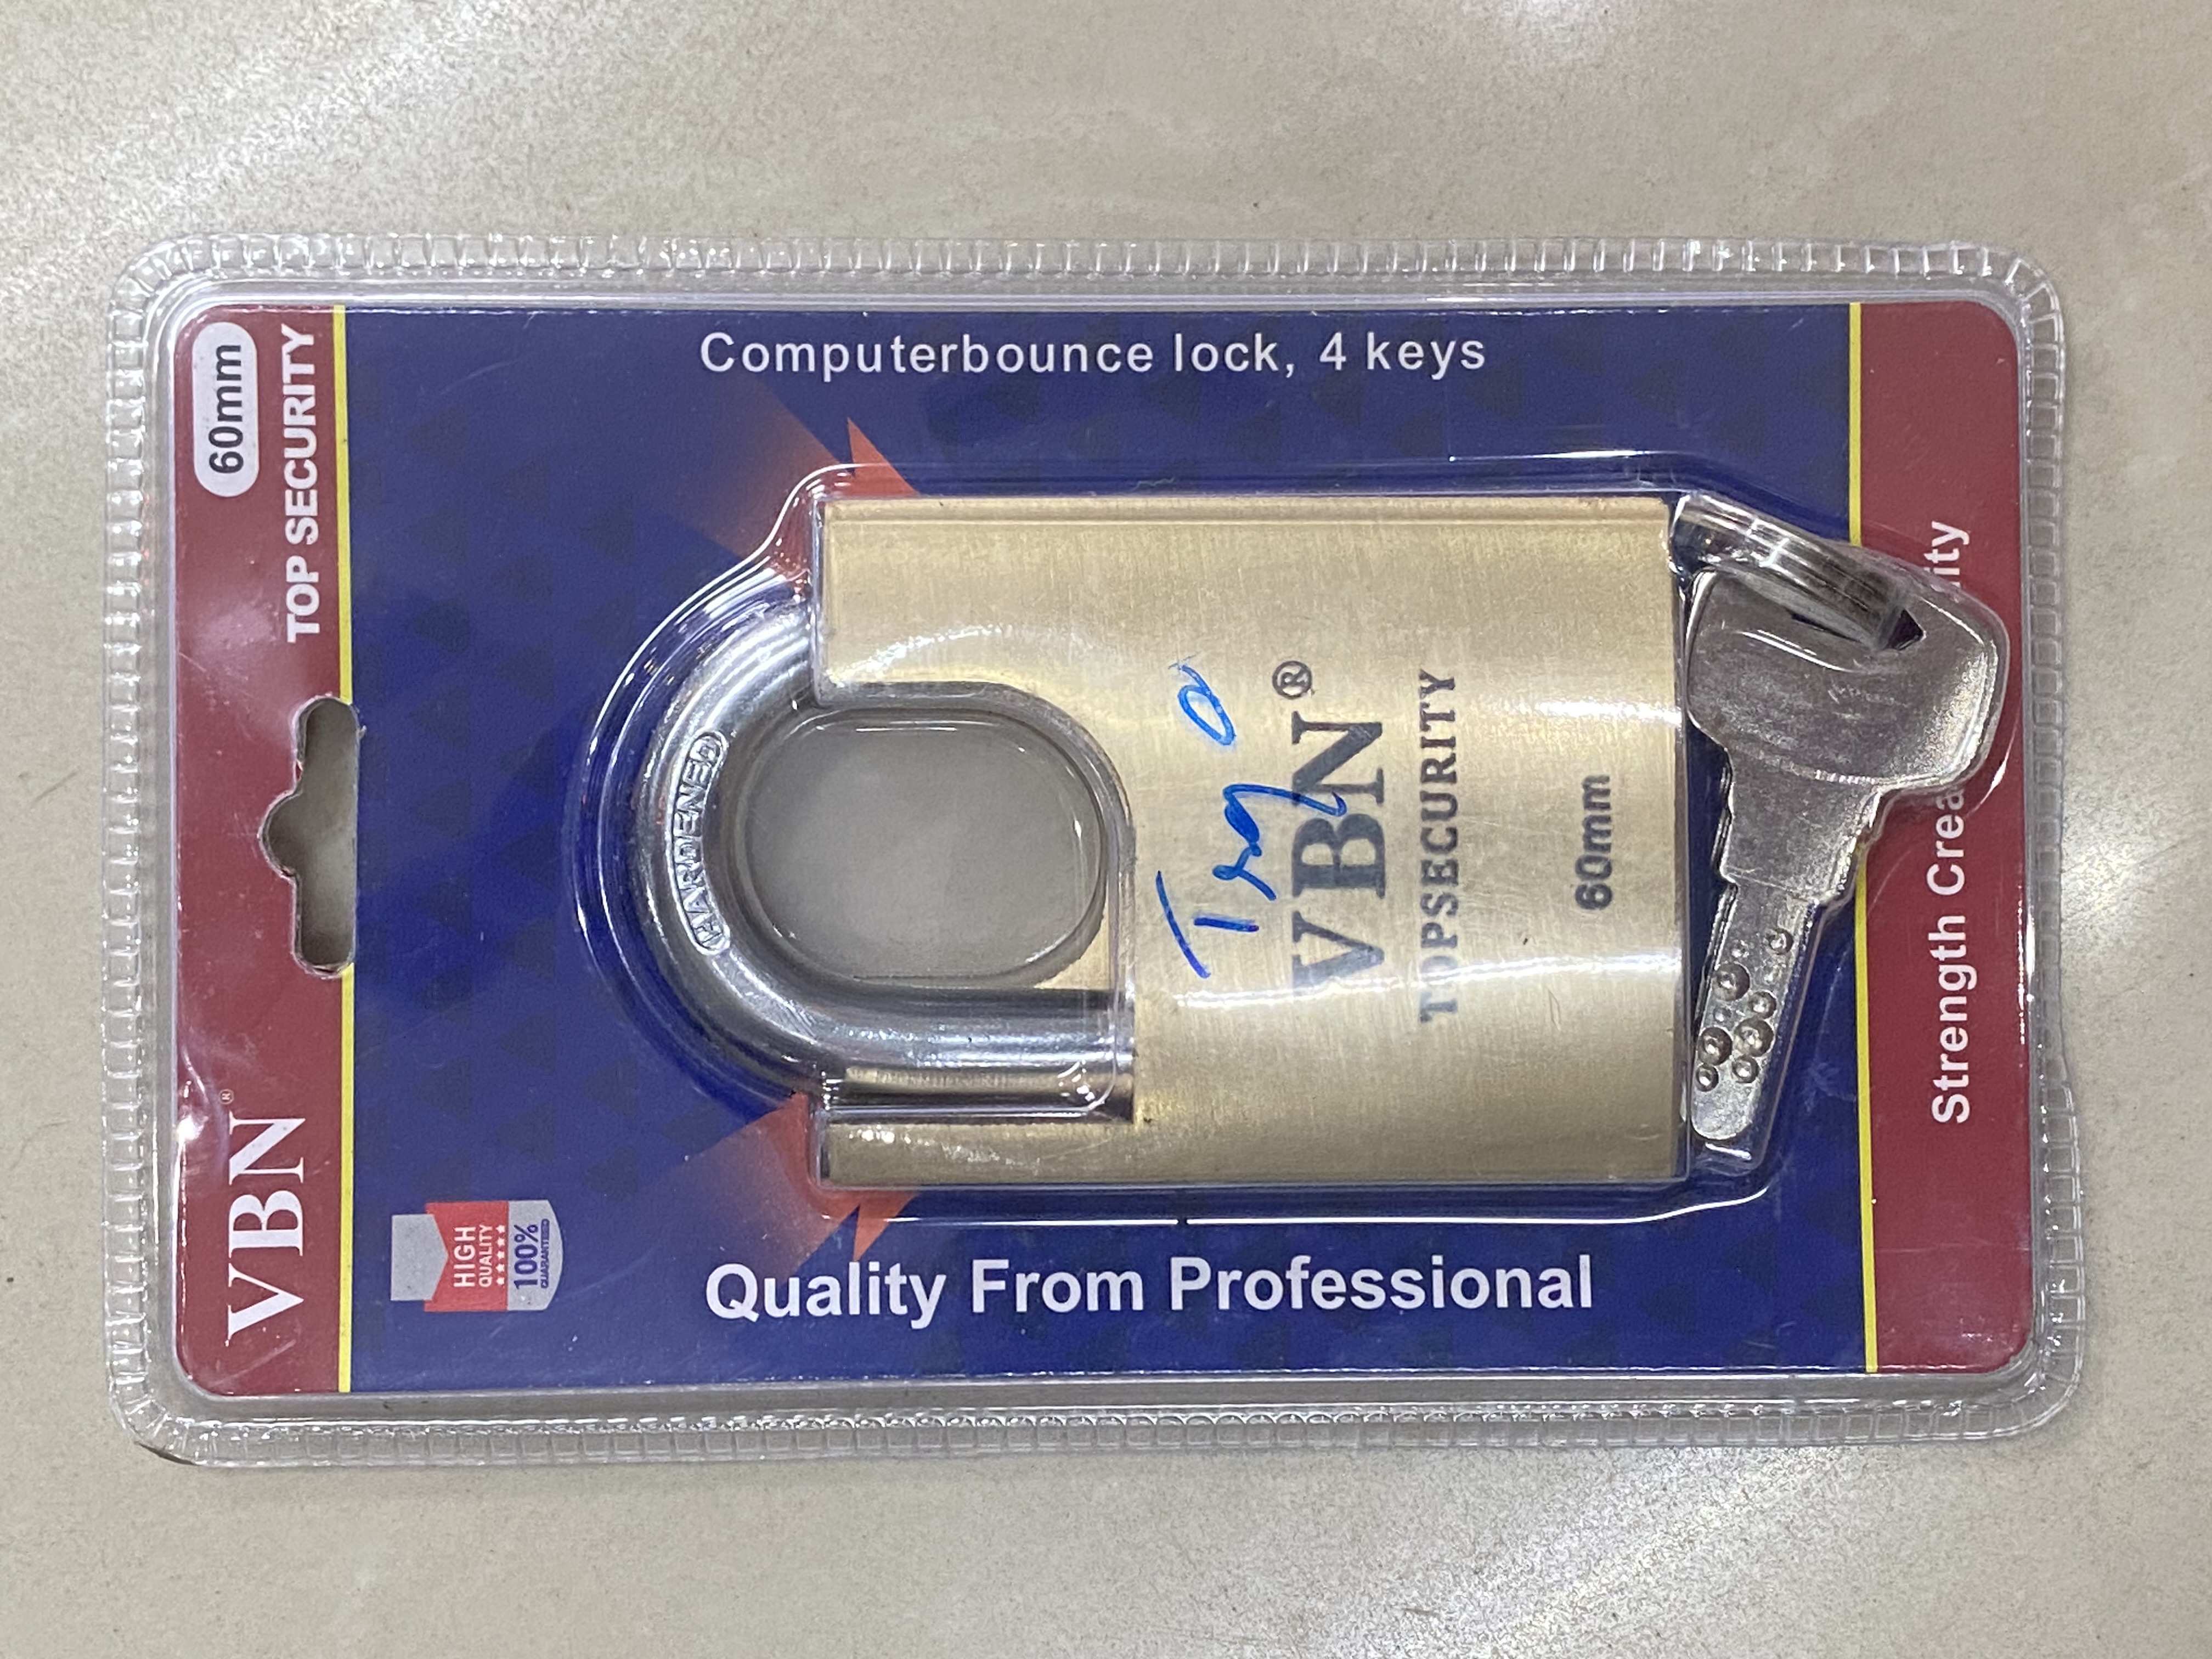 VBN®
TOP SECURITY
60mm
HIGH
QUALITY
100%
GUARANTEED
Computerbounce lock, 4 keys
HARDENED
VBN®
TOPSECURITY
60mm
Quality From Professional
Strength